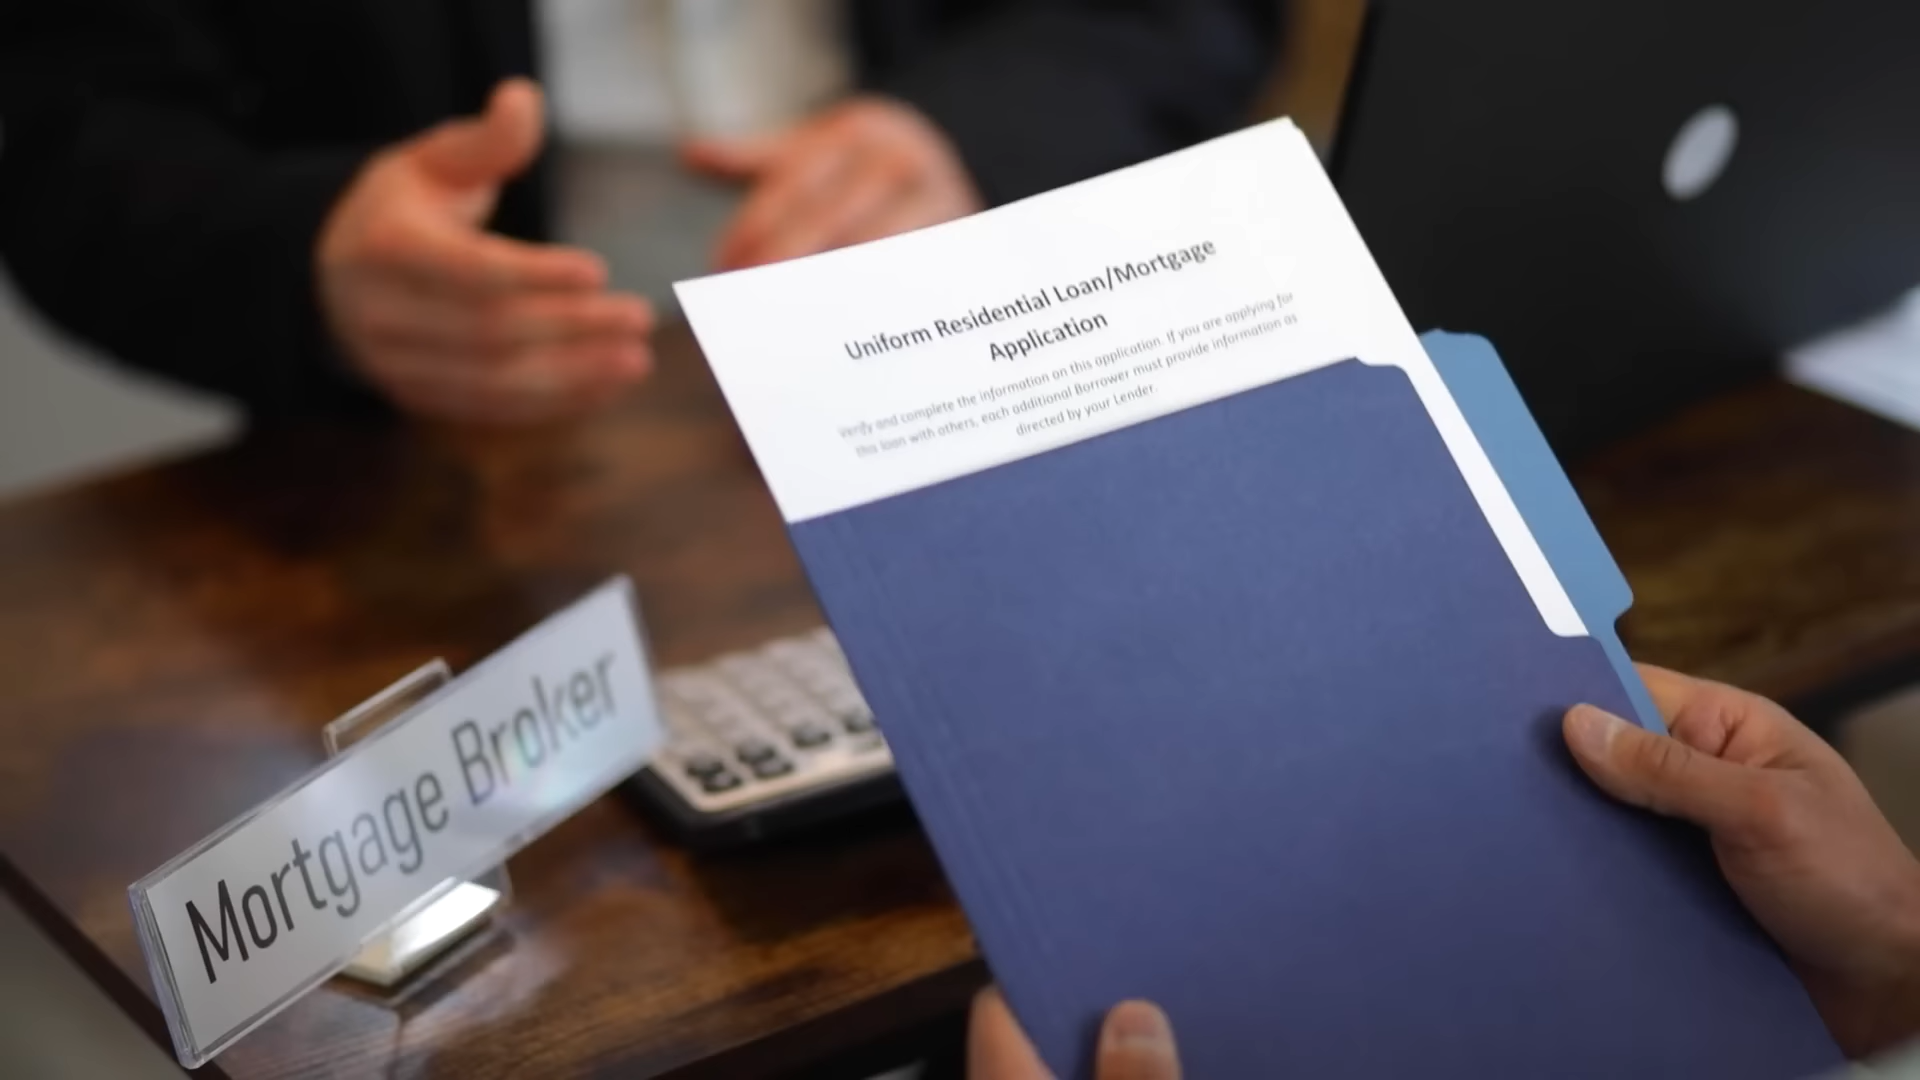 Uniform Residential Loan/Mortgage
Application
Verify and complete the information on this application. If you are applying for
this loan with others, each additional Borrower must provide information as
directed by your Lender.
Mortgage Broker